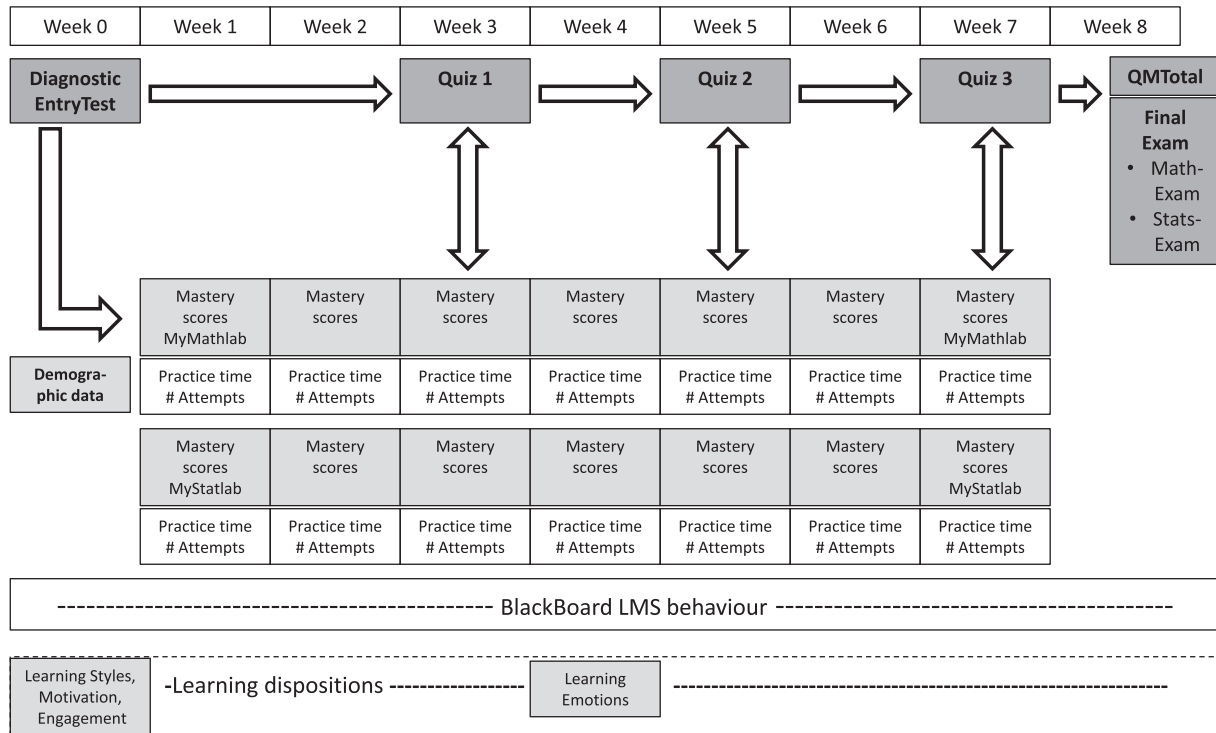 Week 0 Week 1 Week 2 Week 3 Week 4 Week 5 Week 6 Week 7 Week 8
Diagnostic
EntryTest
Quiz 1
Quiz 2
Quiz 3
QMTotal
Final
Exam
• Math-
Exam
• Stats-
Exam
Mastery
scores
MyMathlab
Mastery
scores
Mastery
scores
Mastery
scores
Mastery
scores
Mastery
scores
Mastery
scores
MyMathlab
Demogra-
phic data
Practice time
# Attempts
Practice time
# Attempts
Practice time
# Attempts
Practice time
# Attempts
Practice time
# Attempts
Practice time
# Attempts
Practice time
# Attempts
Mastery
scores
MyStatlab
Mastery
scores
Mastery
scores
Mastery
scores
Mastery
scores
Mastery
scores
Mastery
scores
MyStatlab
Practice time
# Attempts
Practice time
# Attempts
Practice time
# Attempts
Practice time
# Attempts
Practice time
# Attempts
Practice time
# Attempts
Practice time
# Attempts
BlackBoard LMS behaviour
Learning Styles,
Motivation,
Engagement
-Learning dispositions
Learning
Emotions